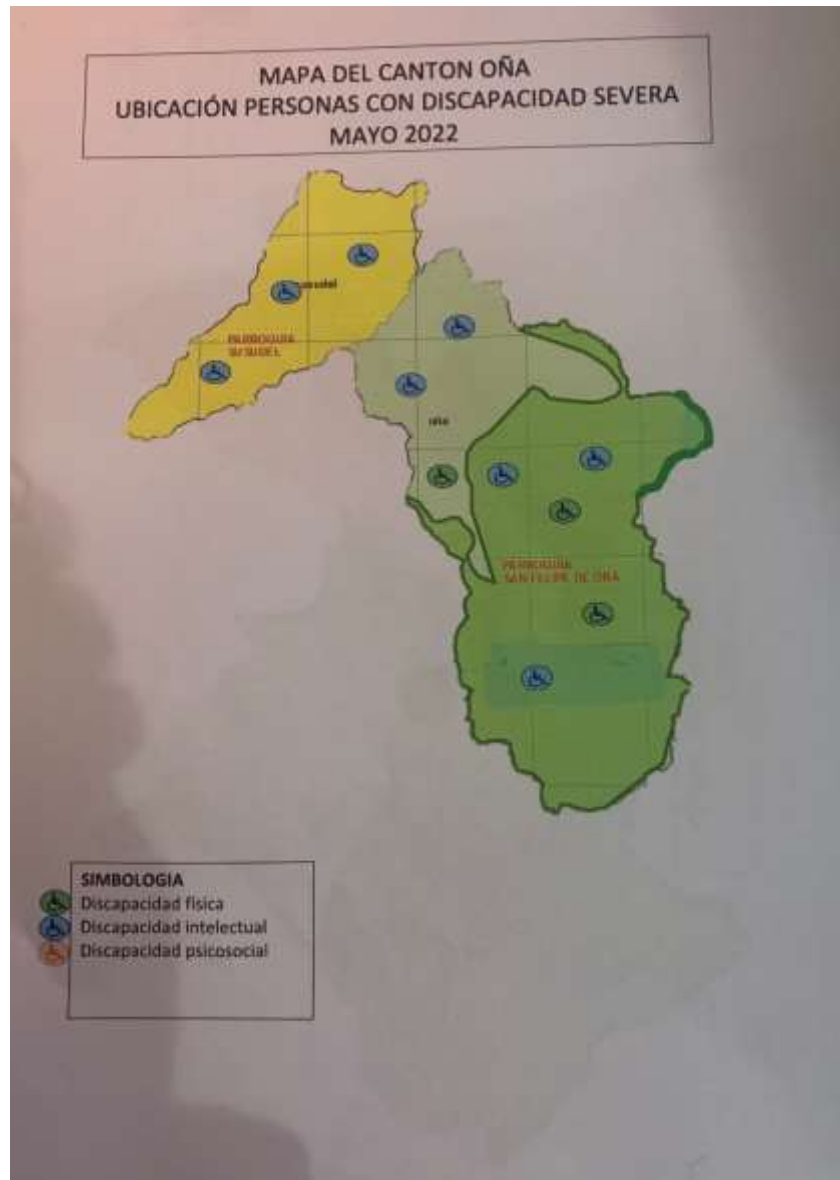 MAPA DEL CANTON OÑA
UBICACIÓN PERSONAS CON DISCAPACIDAD SEVERA
MAYO 2022
PARROQUIA
SUSUDEL
oña
PARROQUIA
SAN FELIPE DE OÑA
SIMBOLOGIA
Discapacidad física
Discapacidad intelectual
Discapacidad psicosocial